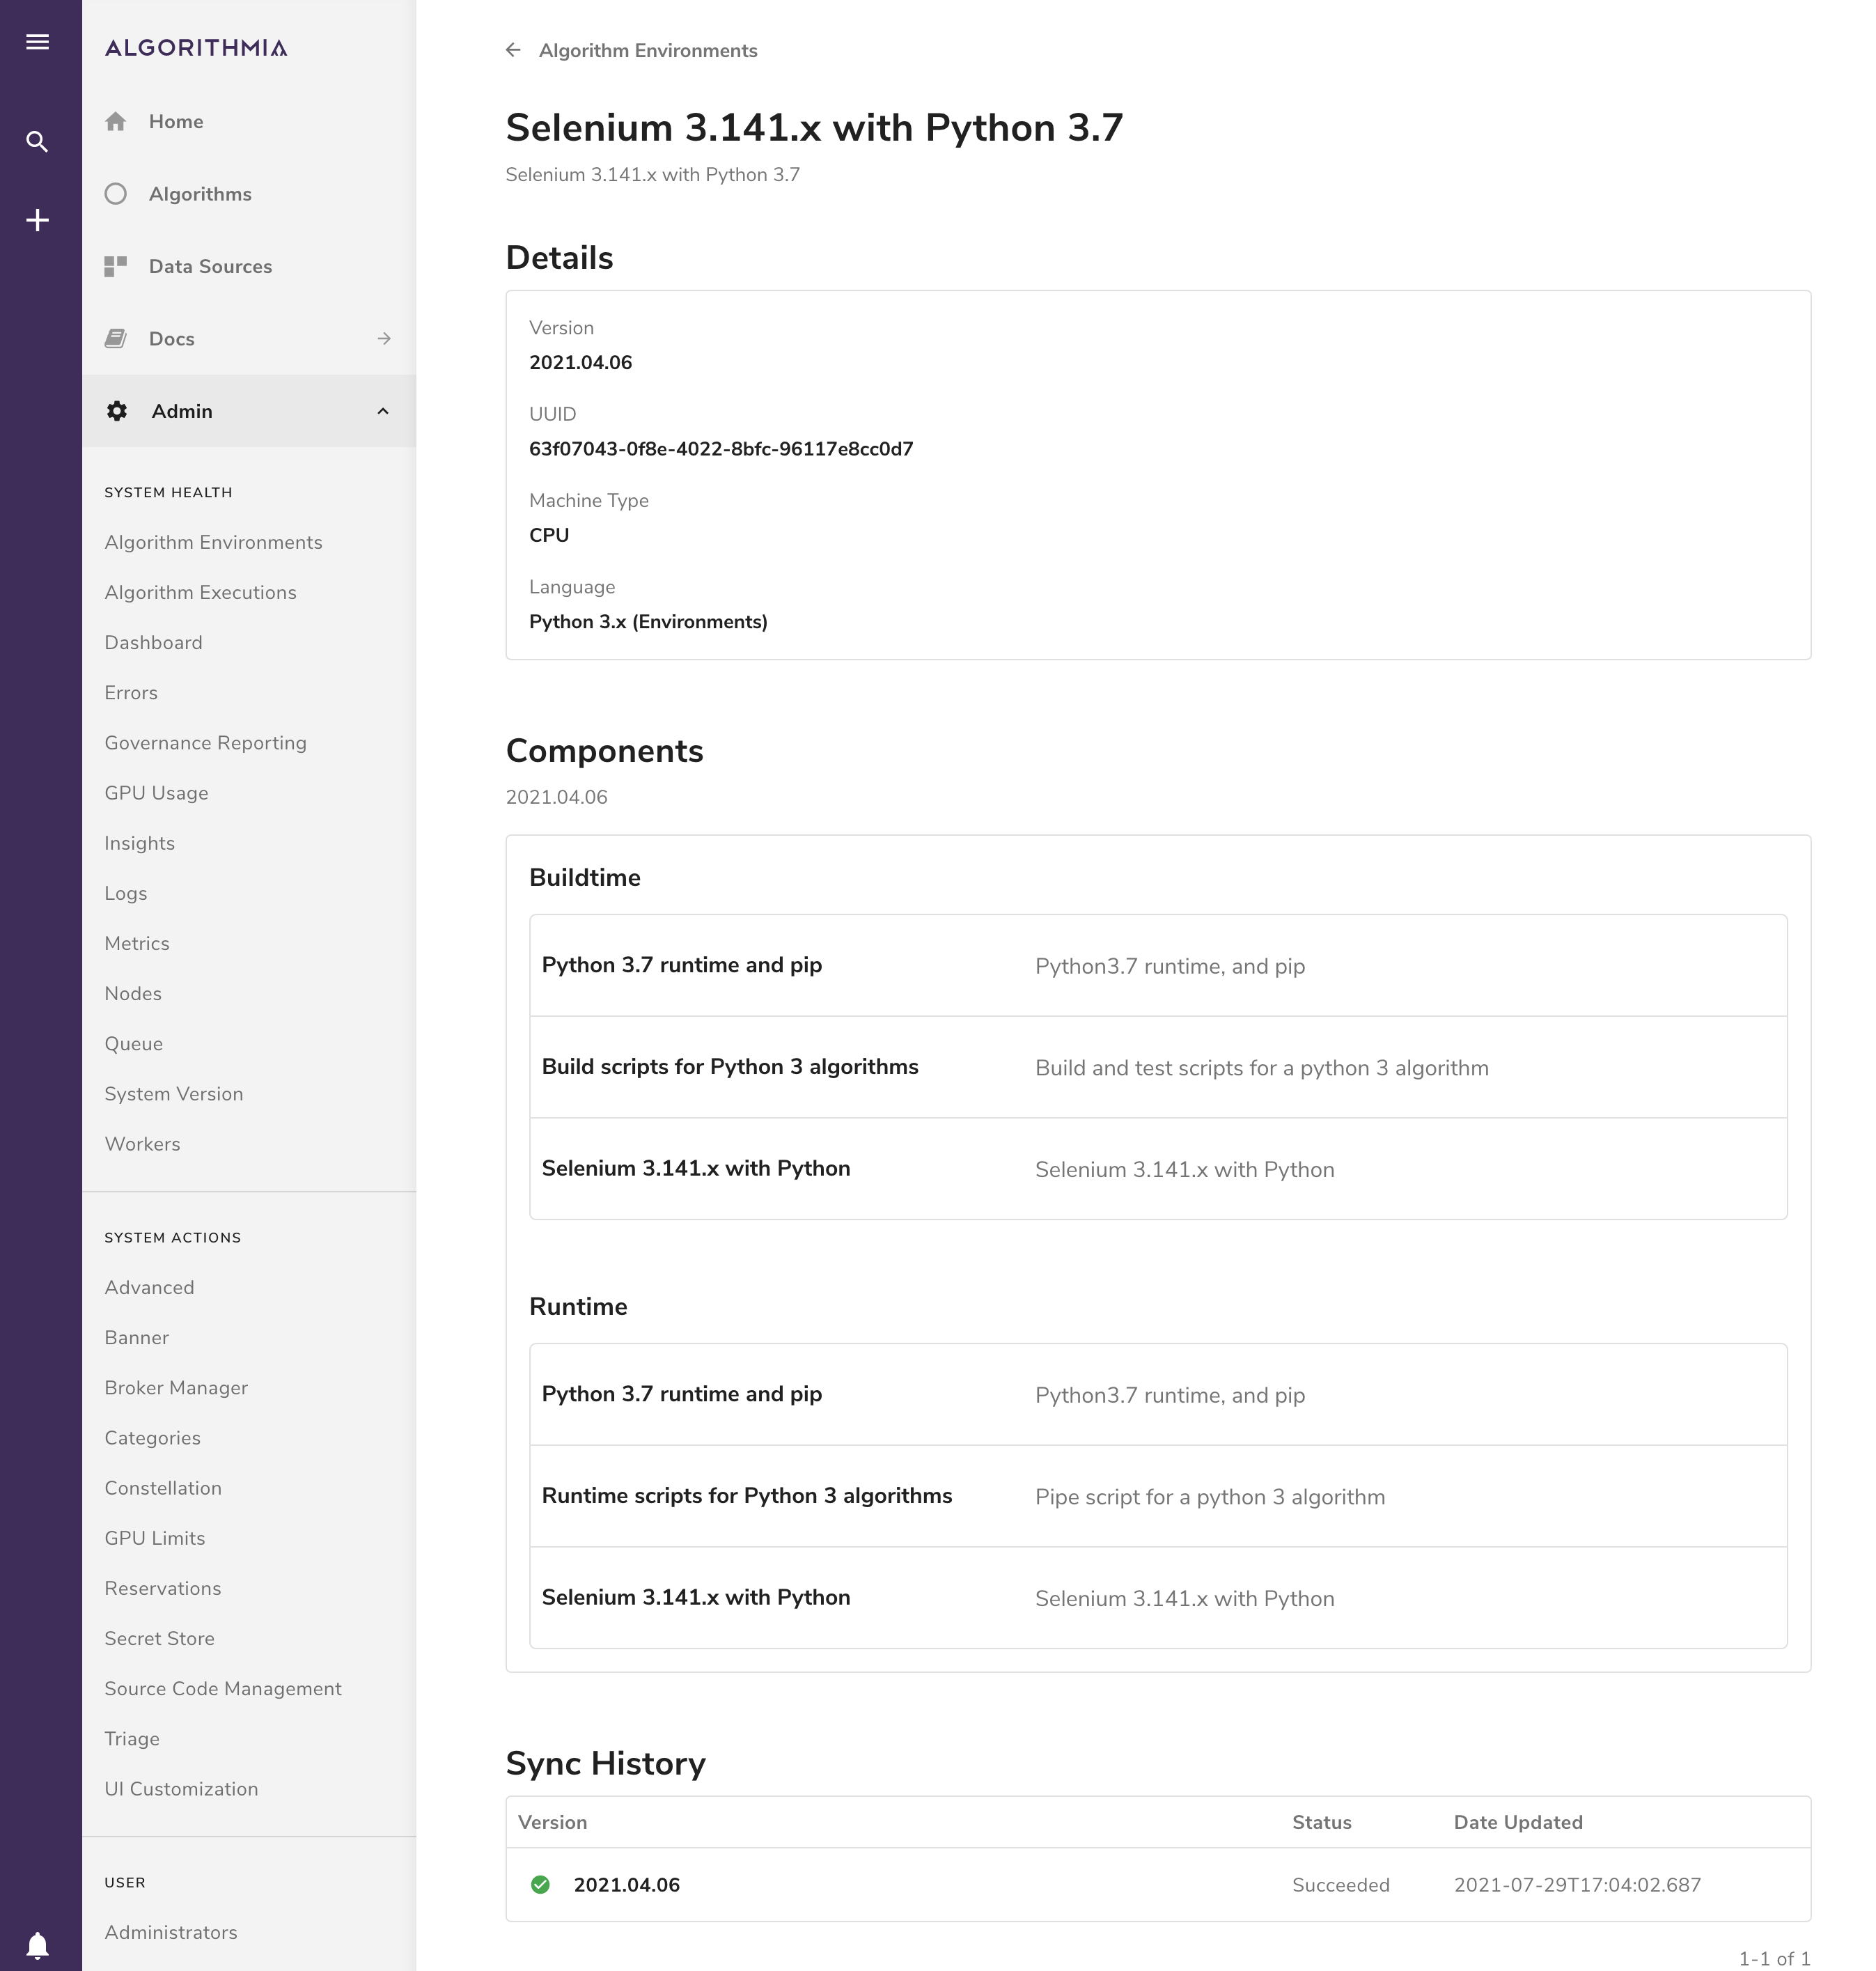 ALGORITHMIA
Home
Algorithms
Data Sources
Docs
Admin
SYSTEM HEALTH
Algorithm Environments
Algorithm Executions
Dashboard
Errors
Governance Reporting
GPU Usage
Insights
Logs
Metrics
Nodes
Queue
System Version
Workers
SYSTEM ACTIONS
Advanced
Banner
Broker Manager
Categories
Constellation
GPU Limits
Reservations
Secret Store
Source Code Management
Triage
UI Customization
USER
Administrators
Algorithm Environments
Selenium 3.141.x with Python 3.7
Selenium 3.141.x with Python 3.7
Details
Version
2021.04.06
UUID
63f07043-0f8e-4022-8bfc-96117e8cc0d7
Machine Type
CPU
Language
Python 3.x (Environments)
Components
2021.04.06
Buildtime
Python 3.7 runtime and pip Python3.7 runtime, and pip
Build scripts for Python 3 algorithms Build and test scripts for a python 3 algorithm
Selenium 3.141.x with Python Selenium 3.141.x with Python
Runtime
Python 3.7 runtime and pip Python3.7 runtime, and pip
Runtime scripts for Python 3 algorithms Pipe script for a python 3 algorithm
Selenium 3.141.x with Python Selenium 3.141.x with Python
Sync History
Version Status Date Updated
2021.04.06 Succeeded 2021-07-29T17:04:02.687
1-1 of 1